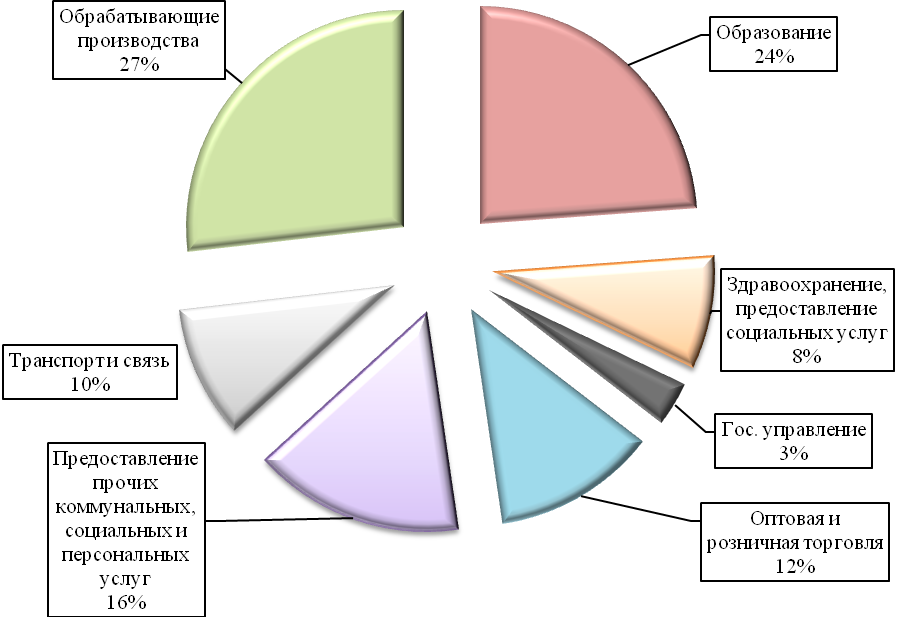 Обрабатывающие
производства
27%
Образование
24%
Здравоохранение,
предоставление
социальных услуг
8%
Транспорт и связь
10%
Гос. управление
3%
Предоставление
прочих
коммунальных,
социальных и
персональных
услуг
16%
Оптовая и
розничная торговля
12%